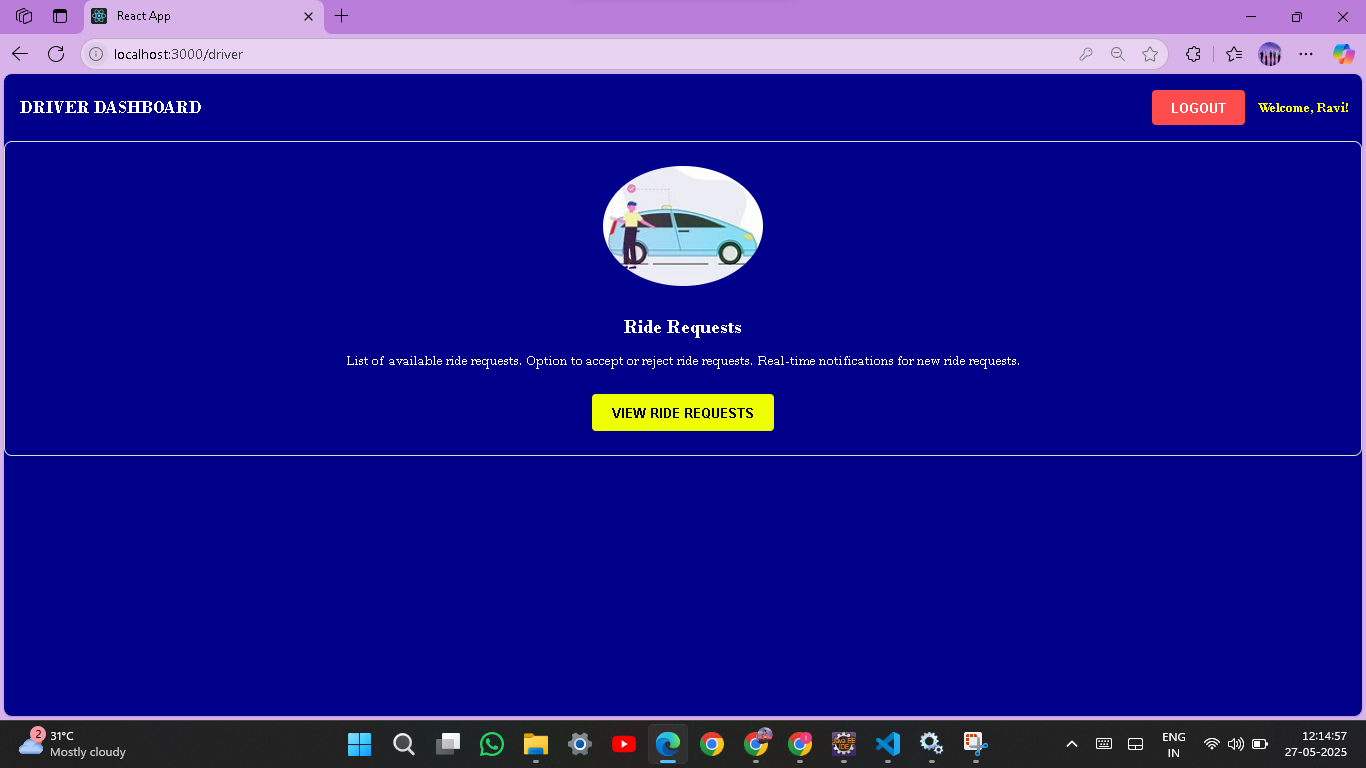 React App
localhost:3000/driver
DRIVER DASHBOARD
LOGOUT
Welcome, Ravi!
Ride Requests
List of available ride requests. Option to accept or reject ride requests. Real-time notifications for new ride requests.
VIEW RIDE REQUESTS
2
31°C
Mostly cloudy
ENG
IN
12:14:57
27-05-2025